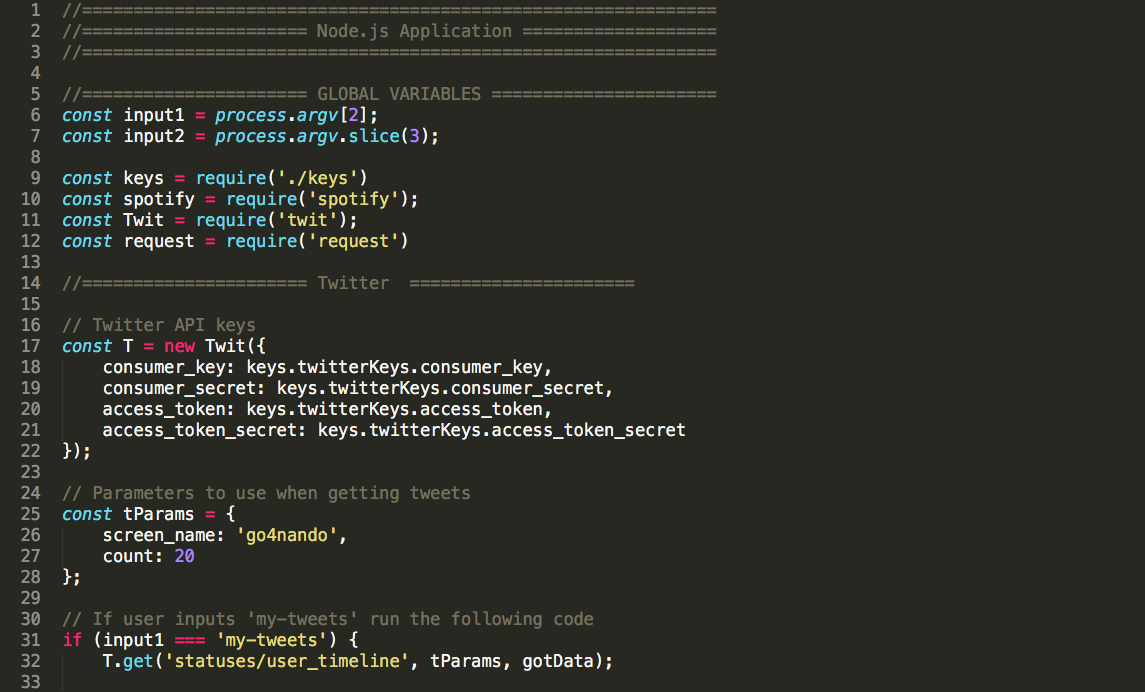 1 //==============================================================
2 //====================== Node.js Application ===================
3 //==============================================================
4
5 //====================== GLOBAL VARIABLES ======================
6 const input1 = process.argv[2];
7 const input2 = process.argv.slice(3);
8
9 const keys = require('./keys')
10 const spotify = require('spotify');
11 const Twit = require('twit');
12 const request = require('request')
13
14 //====================== Twitter  ======================
15
16 // Twitter API keys
17 const T = new Twit({
18     consumer_key: keys.twitterKeys.consumer_key,
19     consumer_secret: keys.twitterKeys.consumer_secret,
20     access_token: keys.twitterKeys.access_token,
21     access_token_secret: keys.twitterKeys.access_token_secret
22 });
23
24 // Parameters to use when getting tweets
25 const tParams = {
26     screen_name: 'go4nando',
27     count: 20
28 };
29
30 // If user inputs 'my-tweets' run the following code
31 if (input1 === 'my-tweets') {
32     T.get('statuses/user_timeline', tParams, gotData);
33